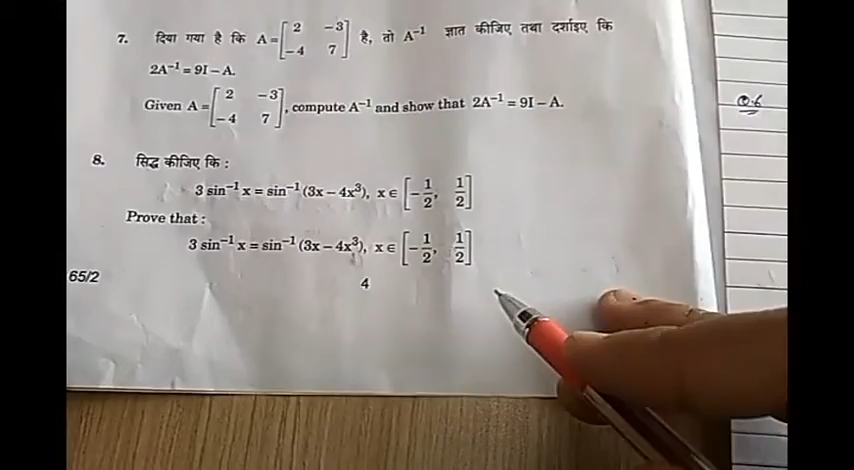 7. दिया गया है कि A = [ 2 -3 ; -4 7 ] है, तो A⁻¹ ज्ञात कीजिए तथा दर्शाइए कि
2A⁻¹ = 9I – A.
Given A = [ 2 -3 ; -4 7 ], compute A⁻¹ and show that 2A⁻¹ = 9I – A.
Q.6
8. सिद्ध कीजिए कि :
3 sin⁻¹ x = sin⁻¹ (3x – 4x³), x ∈ [ -1/2, 1/2 ]
Prove that :
3 sin⁻¹ x = sin⁻¹ (3x – 4x³), x ∈ [ -1/2, 1/2 ]
65/2 4